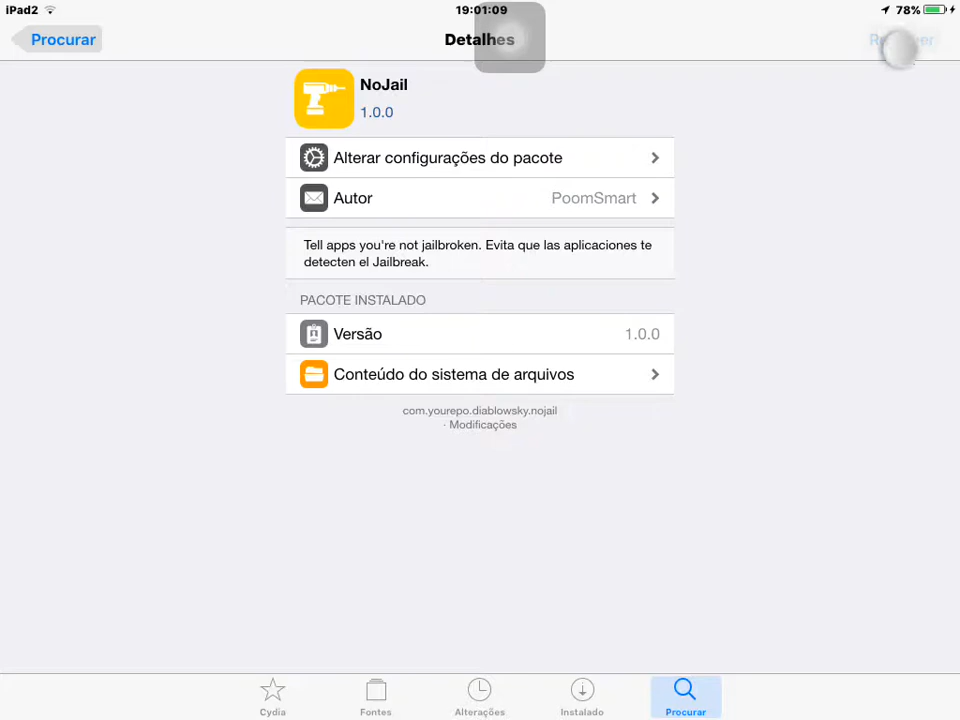 iPad2 19:01:09 78%
Procurar Detalhes
NoJail
1.0.0
Alterar configurações do pacote
Autor PoomSmart
Tell apps you're not jailbroken. Evita que las aplicaciones te
detecten el Jailbreak.
PACOTE INSTALADO
Versão 1.0.0
Conteúdo do sistema de arquivos
com.yourepo.diablowsky.nojail
· Modificações
Cydia Fontes Alterações Instalado Procurar